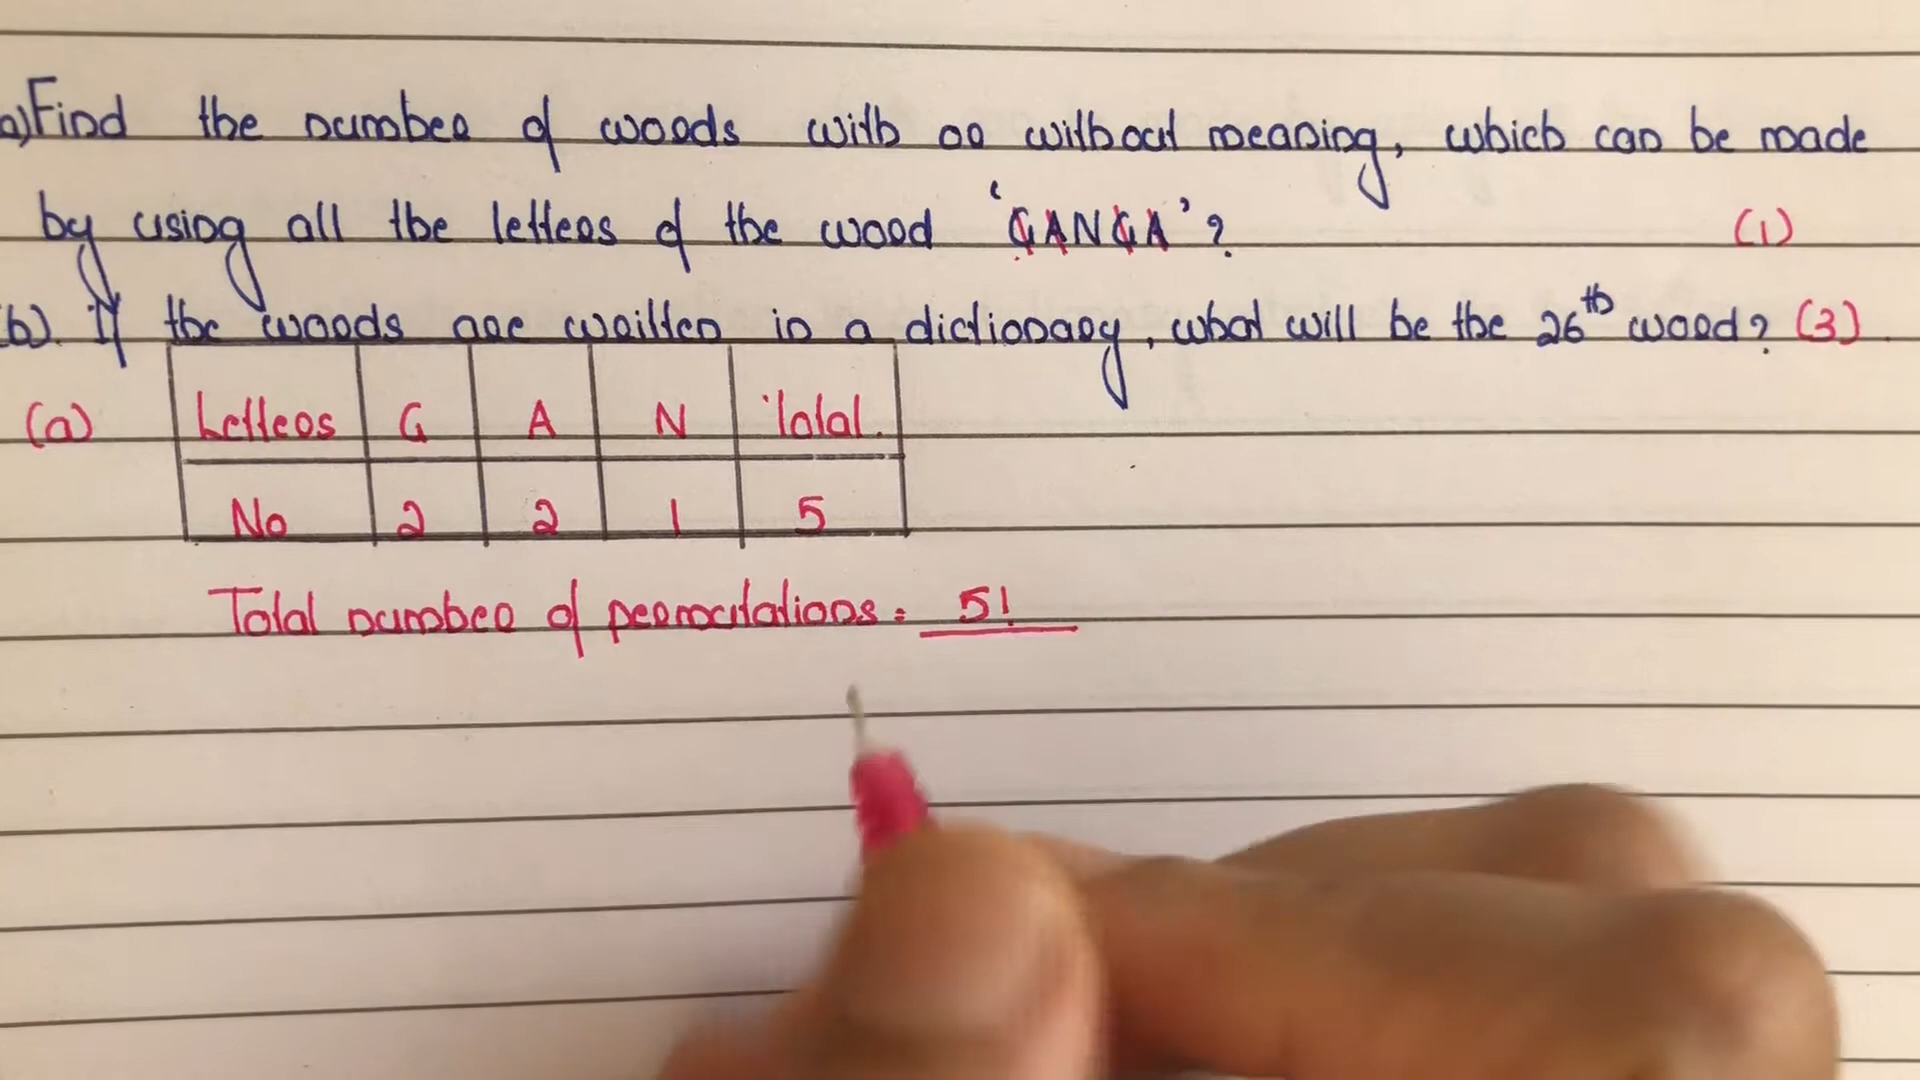 a) Find the number of words with or without meaning, which can be made
by using all the letters of the word 'GANGA'? (1)
(b). If the words are written in a dictionary, what will be the 26th word? (3)
(a) Letters G A N Total.
No 2 2 1 5
Total number of permutations = 5!